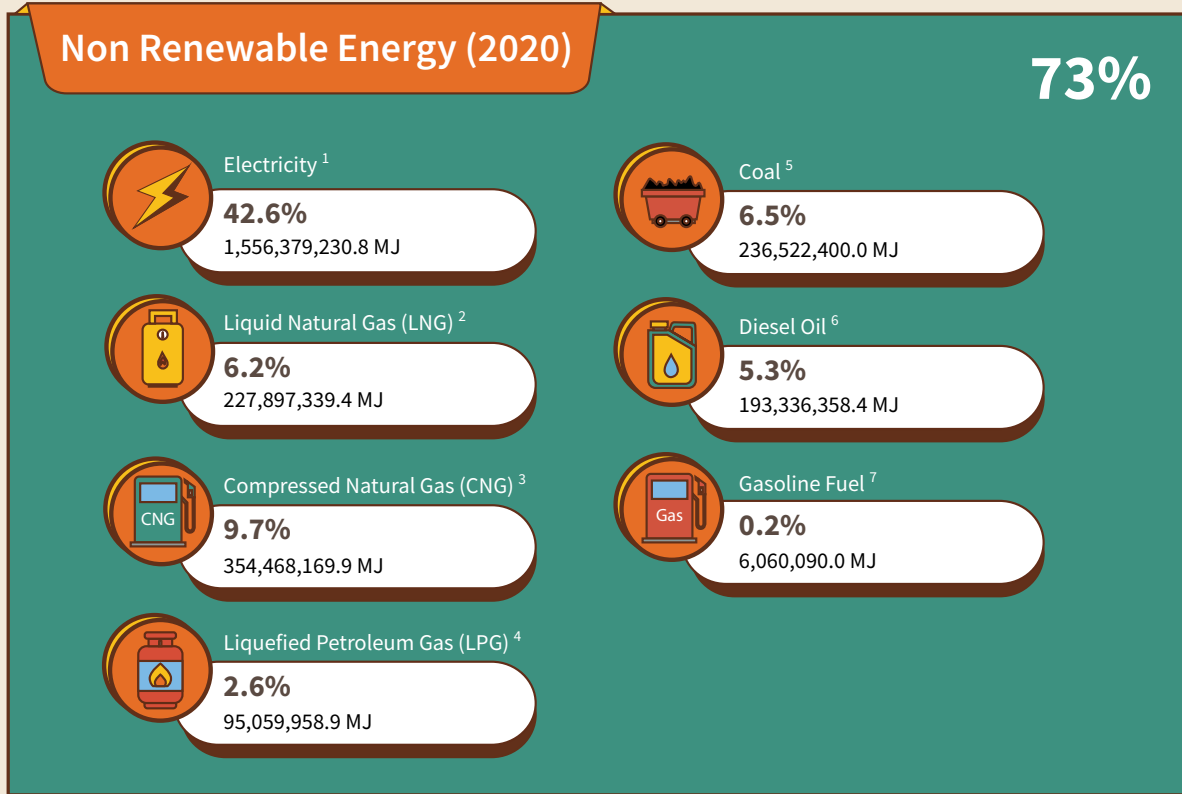 Non Renewable Energy (2020)
73%
Electricity 1
42.6%
1,556,379,230.8 MJ
Liquid Natural Gas (LNG) 2
6.2%
227,897,339.4 MJ
CNG
Compressed Natural Gas (CNG) 3
9.7%
354,468,169.9 MJ
Liquefied Petroleum Gas (LPG) 4
2.6%
95,059,958.9 MJ
Coal 5
6.5%
236,522,400.0 MJ
Diesel Oil 6
5.3%
193,336,358.4 MJ
Gas
Gasoline Fuel 7
0.2%
6,060,090.0 MJ